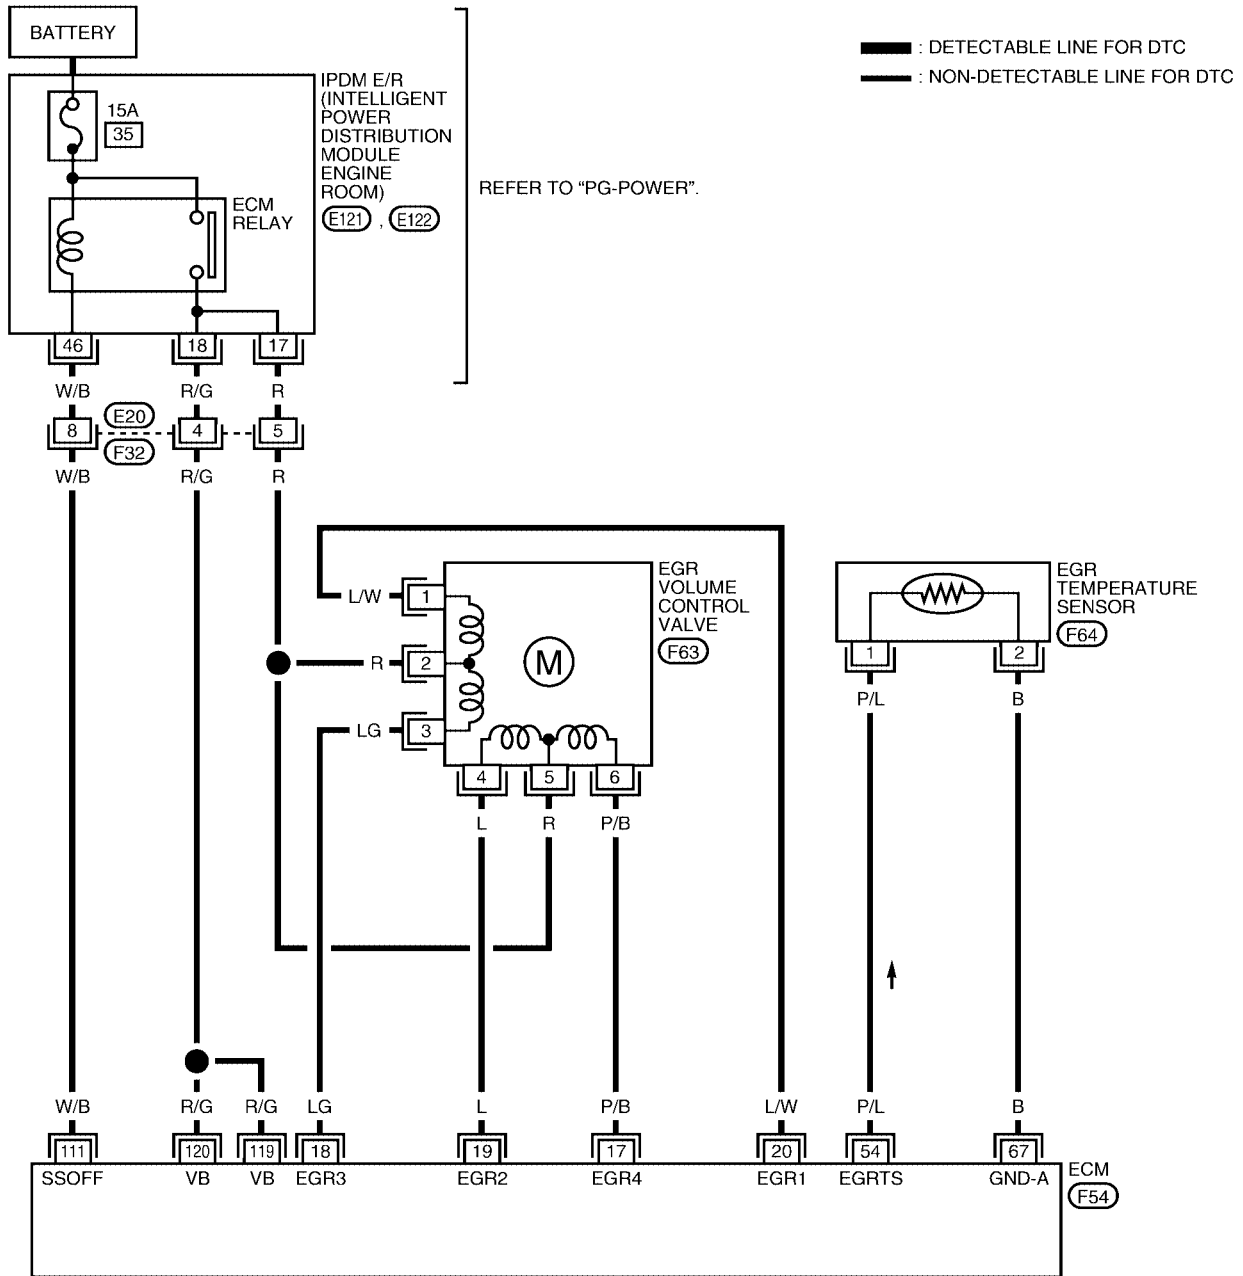 BATTERY
: DETECTABLE LINE FOR DTC
: NON-DETECTABLE LINE FOR DTC
IPDM E/R
(INTELLIGENT
POWER
DISTRIBUTION
MODULE
ENGINE
ROOM)
E121 , E122
15A
35
REFER TO “PG-POWER”.
ECM
RELAY
46 18 17
W/B R/G R
E20
8 4 5
F32
W/B R/G R
EGR
VOLUME
CONTROL
VALVE
F63
L/W 1
R 2
M
LG 3
4 5 6
L R P/B
EGR
TEMPERATURE
SENSOR
F64
1 2
P/L B
W/B R/G R/G LG L P/B L/W P/L B
111 120 119 18 19 17 20 54 67
SSOFF VB VB EGR3 EGR2 EGR4 EGR1 EGRTS GND-A
ECM
F54